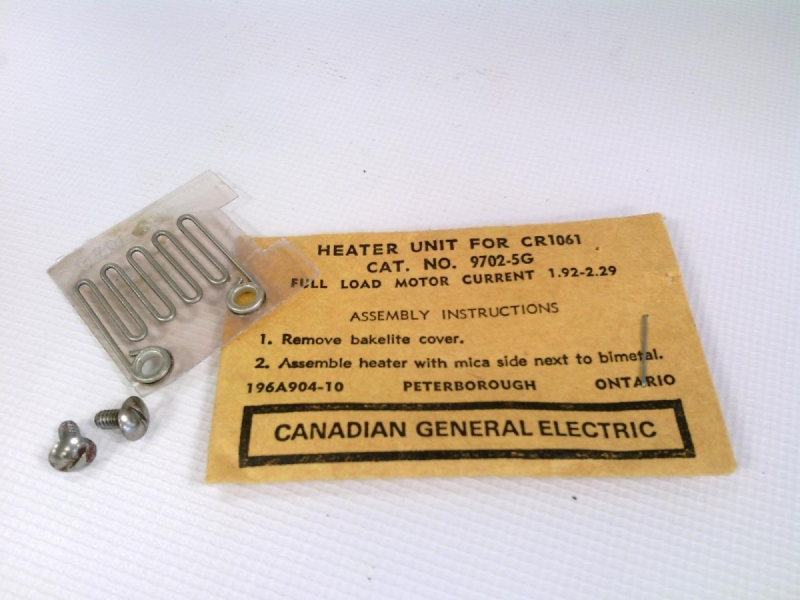 HEATER UNIT FOR CR1061
CAT. NO. 9702-5G
FULL LOAD MOTOR CURRENT 1.92-2.29
ASSEMBLY INSTRUCTIONS
1. Remove bakelite cover.
2. Assemble heater with mica side next to bimetal.
196A904-10 PETERBOROUGH ONTARIO
CANADIAN GENERAL ELECTRIC